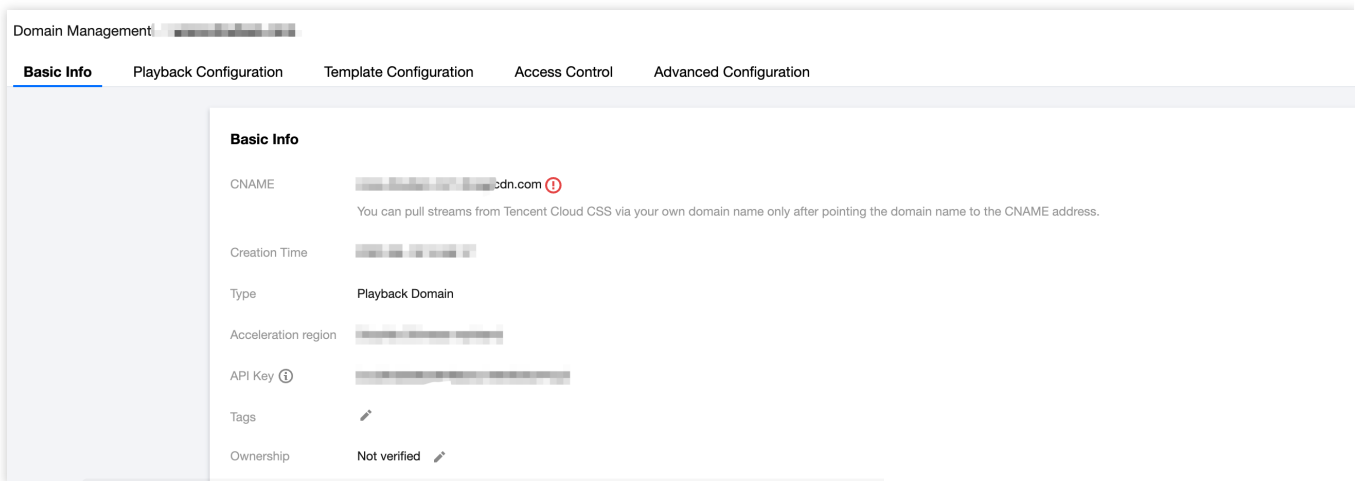 Domain Management
Basic Info Playback Configuration Template Configuration Access Control Advanced Configuration
Basic Info
CNAME cdn.com
You can pull streams from Tencent Cloud CSS via your own domain name only after pointing the domain name to the CNAME address.
Creation Time
Type Playback Domain
Acceleration region
API Key
Tags
Ownership Not verified